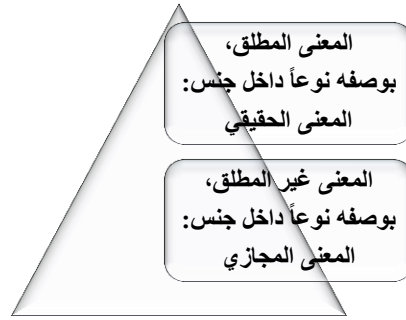 المعنى المطلق،
بوصفه نوعاً داخل جنس:
المعنى الحقيقي
المعنى غير المطلق،
بوصفه نوعاً داخل جنس:
المعنى المجازي